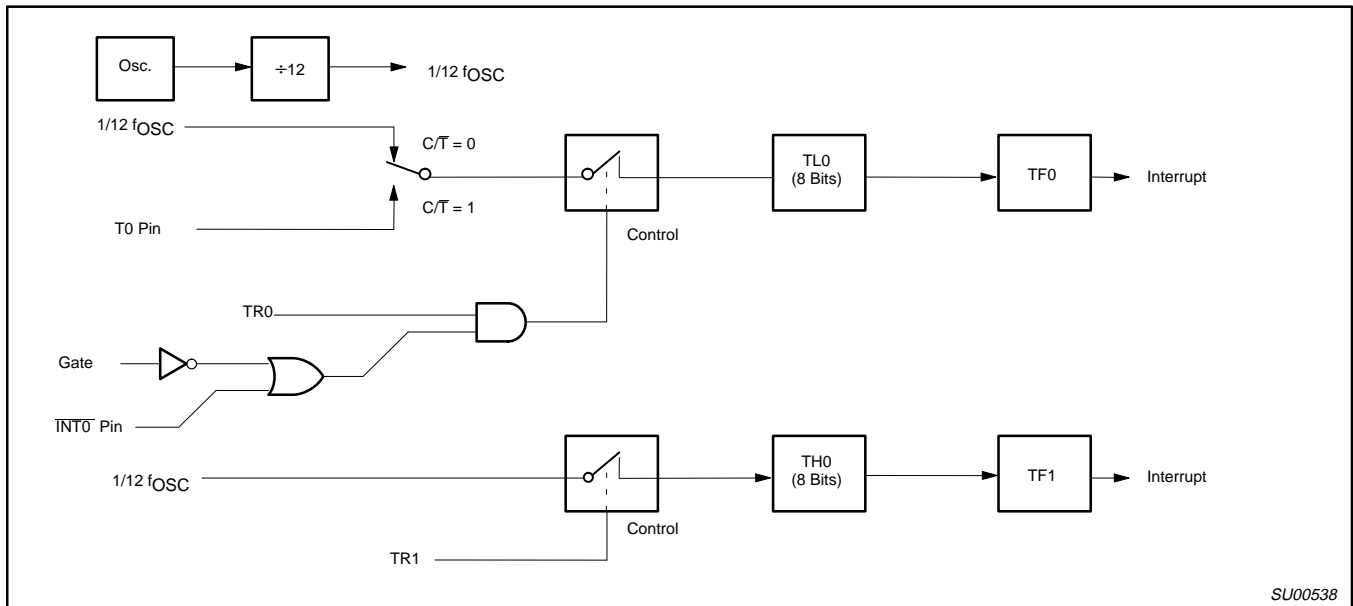 Osc.
÷12
1/12 fOSC
1/12 fOSC
C/T̅ = 0
TL0
(8 Bits)
TF0
Interrupt
C/T̅ = 1
T0 Pin
Control
TR0
Gate
I̅N̅T̅0̅ Pin
1/12 fOSC
TH0
(8 Bits)
TF1
Interrupt
Control
TR1
SU00538